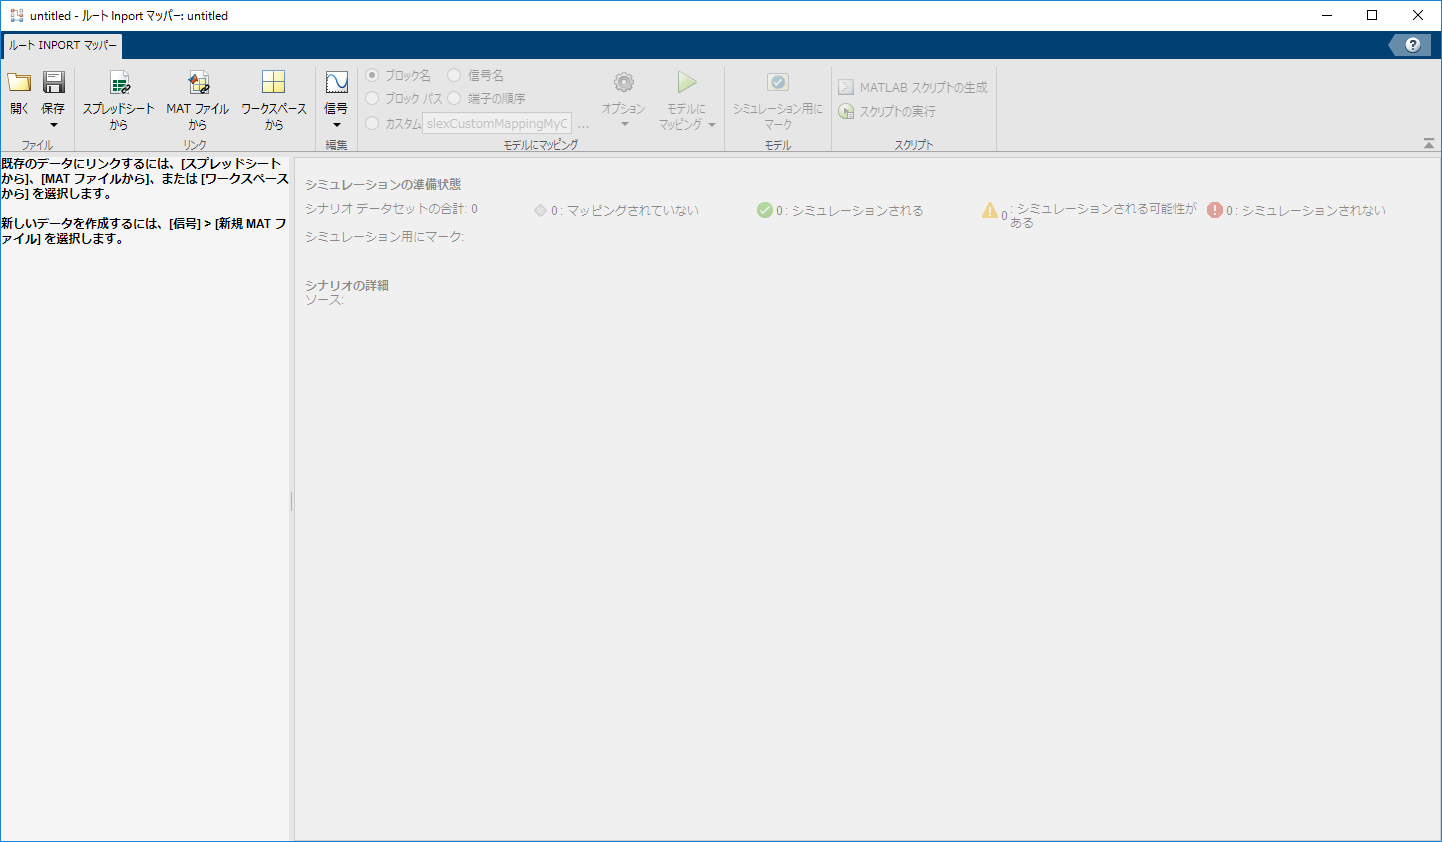 untitled - ルート Inport マッパー: untitled
ルート INPORT マッパー
開く
保存
スプレッドシート
から
MAT ファイル
から
ワークスペース
から
信号
ブロック名
信号名
ブロック パス
端子の順序
カスタム
slexCustomMappingMyC
...
オプション
モデルに
マッピング
シミュレーション用に
マーク
MATLAB スクリプトの生成
スクリプトの実行
ファイル
リンク
編集
モデルにマッピング
モデル
スクリプト
既存のデータにリンクするには、[スプレッドシート
から]、[MAT ファイルから]、または [ワークスペース
から] を選択します。
新しいデータを作成するには、[信号] > [新規 MAT フ
ァイル] を選択します。
シミュレーションの準備状態
シナリオ データセットの合計: 0
0 : マッピングされていない
0 : シミュレーションされる
0 : シミュレーションされる可能性が
ある
0 : シミュレーションされない
シミュレーション用にマーク:
シナリオの詳細
ソース: